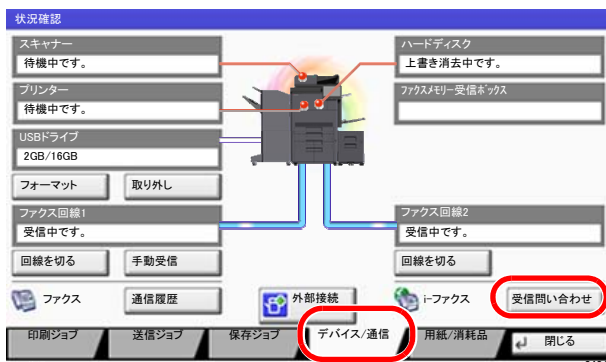 状況確認
スキャナー
待機中です。
ハードディスク
上書き消去中です。
プリンター
待機中です。
ファクスメモリー受信ボックス
USBドライブ
2GB/16GB
フォーマット
取り外し
ファクス回線1
受信中です。
ファクス回線2
受信中です。
回線を切る
手動受信
回線を切る
ファクス
通信履歴
外部接続
i-ファクス
受信問い合わせ
印刷ジョブ
送信ジョブ
保存ジョブ
デバイス/通信
用紙/消耗品
閉じる